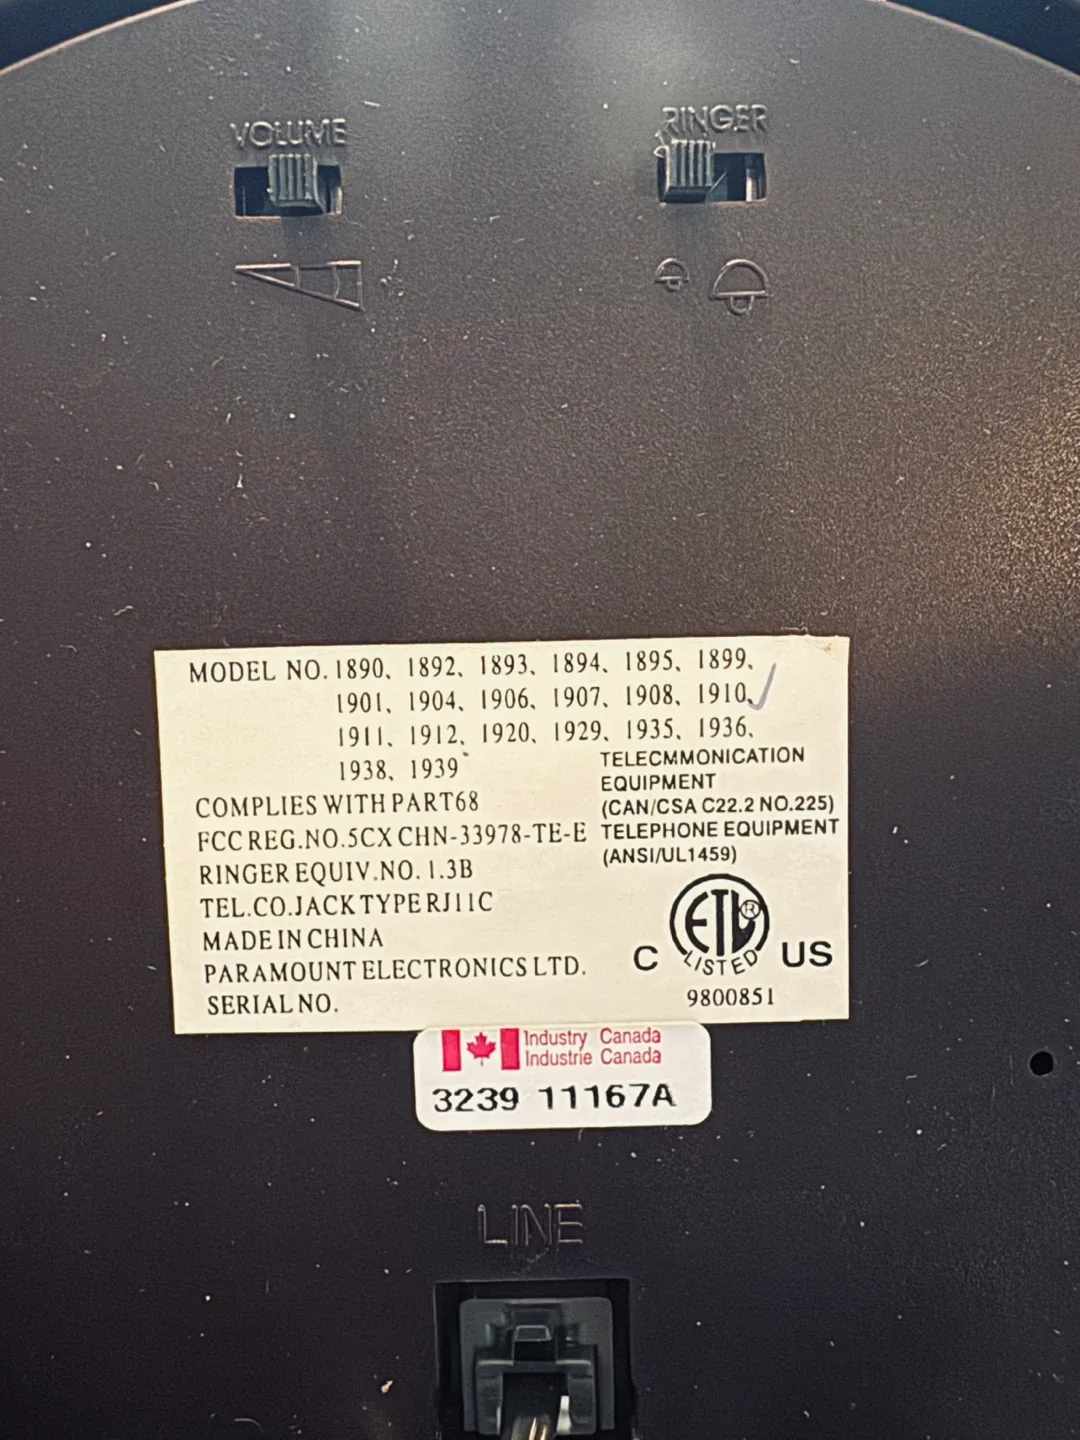 VOLUME
RINGER
MODEL NO. 1890、1892、1893、1894、1895、1899、
1901、1904、1906、1907、1908、1910、
1911、1912、1920、1929、1935、1936、
1938、1939
COMPLIES WITH PART68
FCC REG.NO.5CX CHN-33978-TE-E
RINGER EQUIV.NO. 1.3B
TEL.CO.JACK TYPE RJ11C
MADE IN CHINA
PARAMOUNT ELECTRONICS LTD.
SERIAL NO.
TELECMMONICATION
EQUIPMENT
(CAN/CSA C22.2 NO.225)
TELEPHONE EQUIPMENT
(ANSI/UL1459)
C ETL® US
LISTED
9800851
Industry Canada
Industrie Canada
3239 11167A
LINE